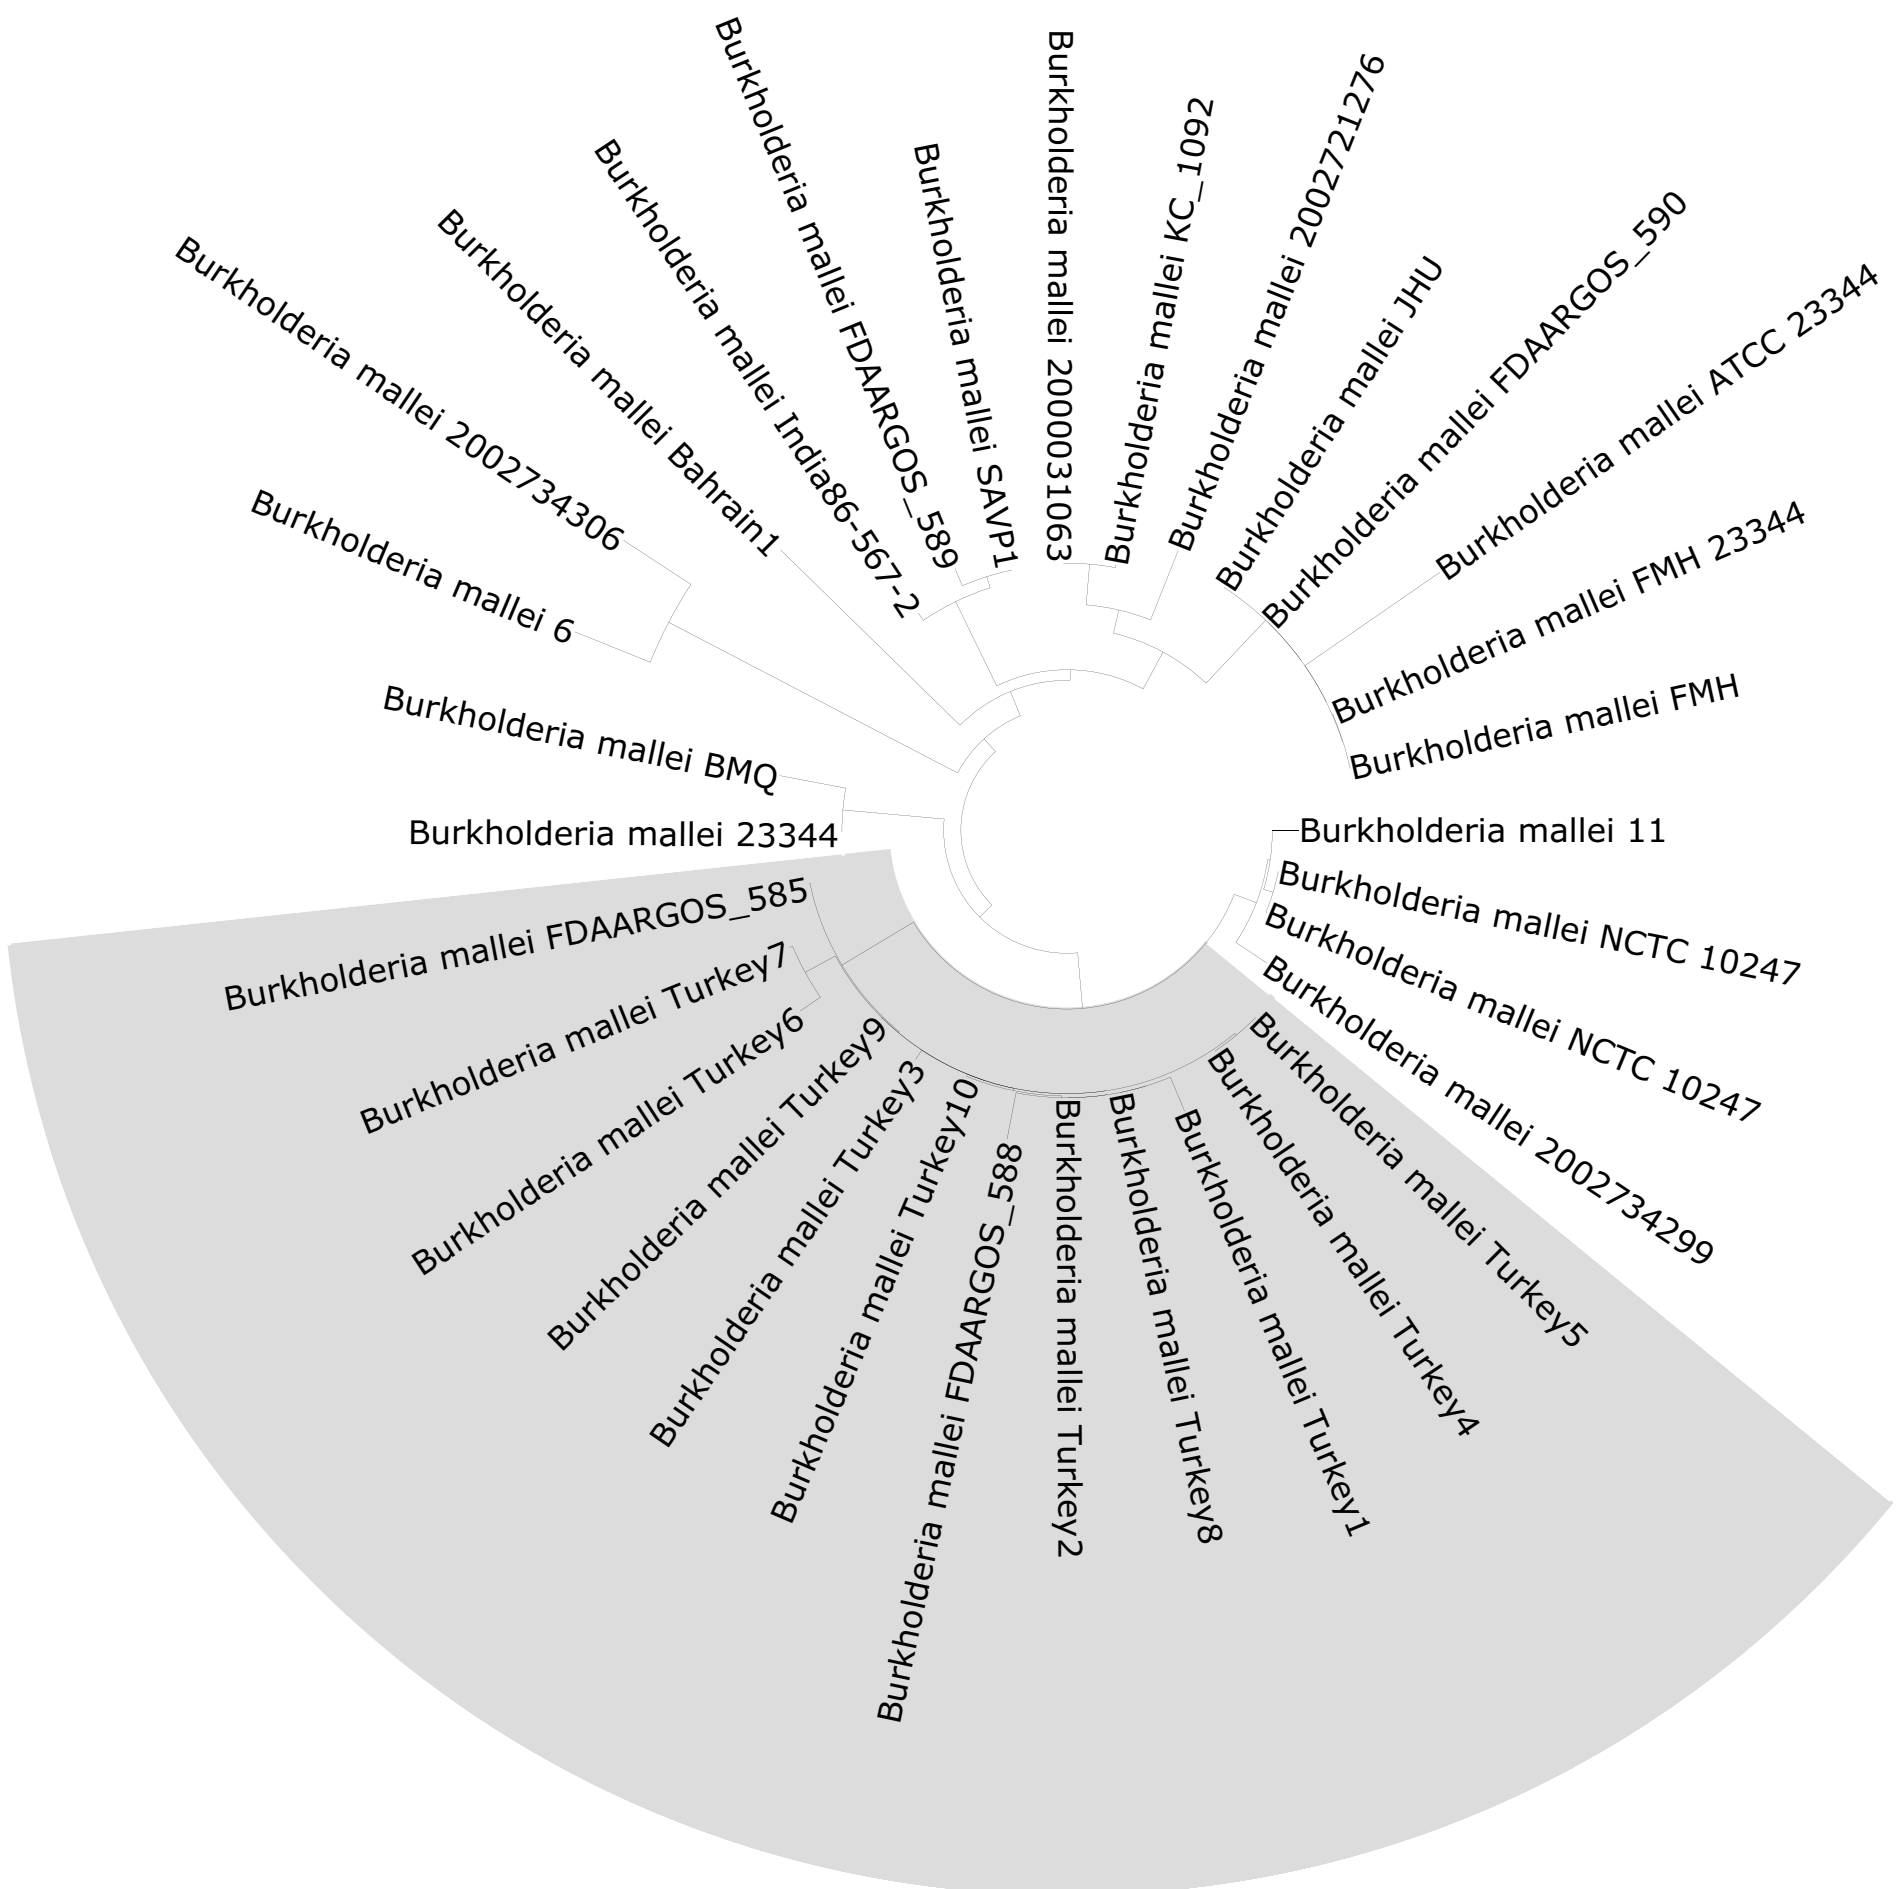 Burkholderia mallei FDAARGOS_589
Burkholderia mallei SAVP1
Burkholderia mallei 2000031063
Burkholderia mallei KC_1092
Burkholderia mallei 2002721276
Burkholderia mallei JHU
Burkholderia mallei FDAARGOS_590
Burkholderia mallei ATCC 23344
Burkholderia mallei FMH 23344
Burkholderia mallei FMH
Burkholderia mallei 11
Burkholderia mallei NCTC 10247
Burkholderia mallei NCTC 10247
Burkholderia mallei 2002734299
Burkholderia mallei Turkey5
Burkholderia mallei Turkey4
Burkholderia mallei Turkey1
Burkholderia mallei Turkey8
Burkholderia mallei Turkey2
Burkholderia mallei FDAARGOS_588
Burkholderia mallei Turkey10
Burkholderia mallei Turkey3
Burkholderia mallei Turkey9
Burkholderia mallei Turkey6
Burkholderia mallei Turkey7
Burkholderia mallei FDAARGOS_585
Burkholderia mallei 23344
Burkholderia mallei BMQ
Burkholderia mallei 6
Burkholderia mallei 2002734306
Burkholderia mallei Bahrain1
Burkholderia mallei India86-567-2